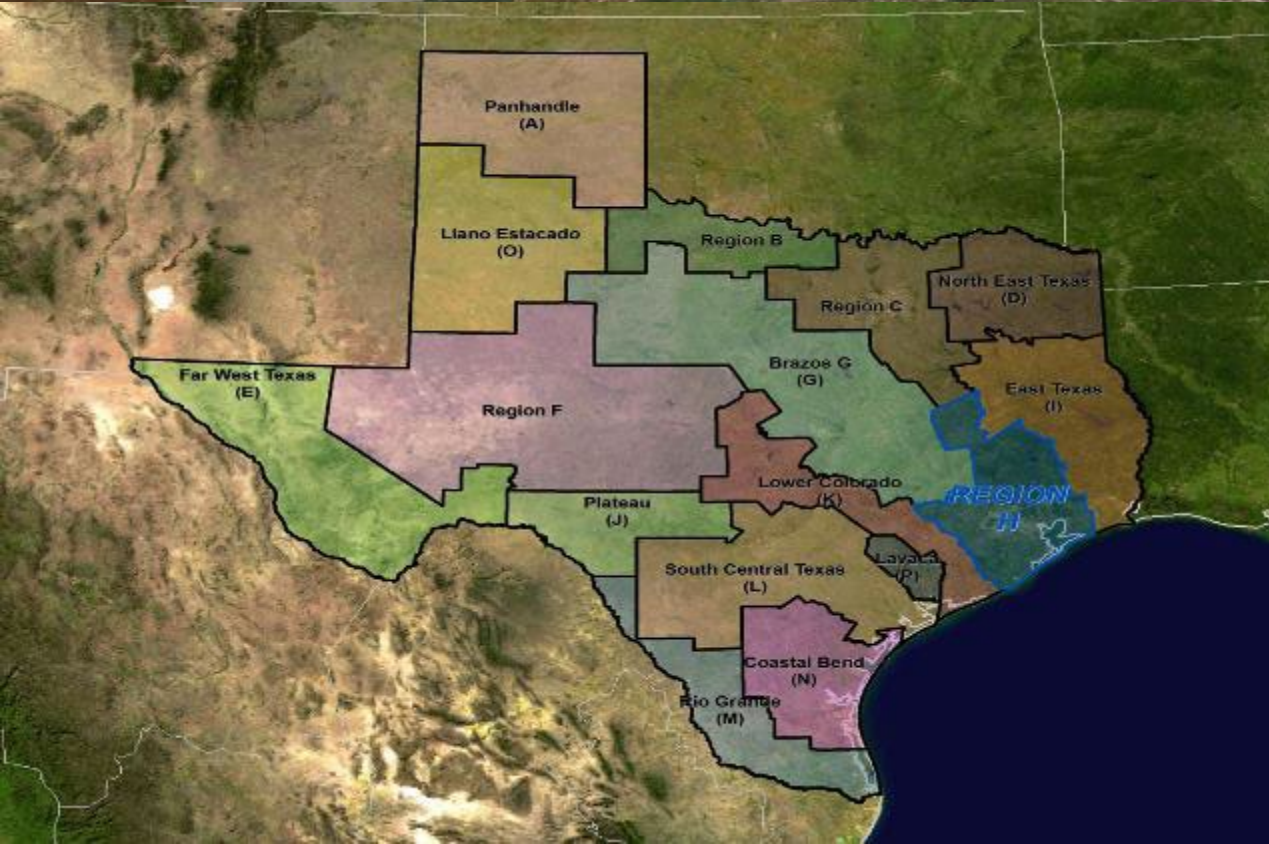 Panhandle
(A)
Llano Estacado
(O)
Region B
North East Texas
(D)
Region C
Brazos G
(G)
Far West Texas
(E)
East Texas
(I)
Region F
Lower Colorado
(K)
REGION
H
Plateau
(J)
Lavaca
(P)
South Central Texas
(L)
Coastal Bend
(N)
Rio Grande
(M)